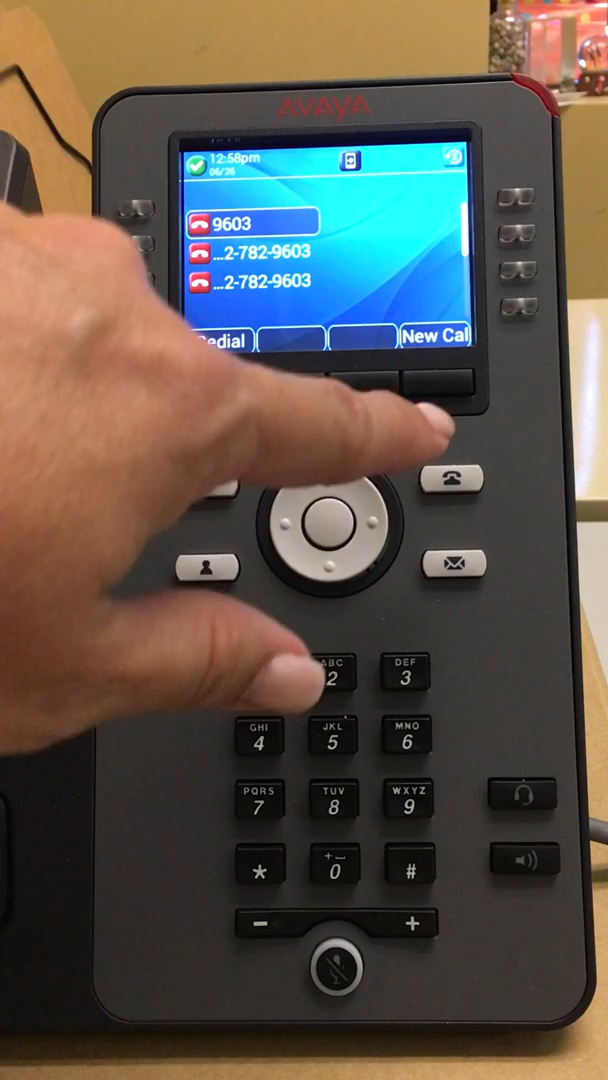 AVAYA
12:58pm
06/26
9603
...2-782-9603
...2-782-9603
edial
New Cal
ABC
2
DEF
3
GHI
4
JKL
5
MNO
6
PQRS
7
TUV
8
WXYZ
9
*
+
0
#
- +